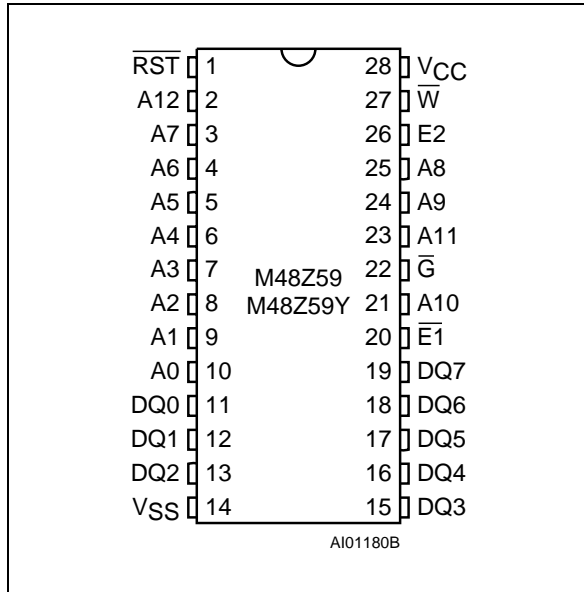 R̅S̅T̅ 1 28 VCC
A12 2 27 W̅
A7 3 26 E2
A6 4 25 A8
A5 5 24 A9
A4 6 23 A11
A3 7 22 G̅
A2 8 21 A10
A1 9 20 E̅1̅
A0 10 19 DQ7
DQ0 11 18 DQ6
DQ1 12 17 DQ5
DQ2 13 16 DQ4
VSS 14 15 DQ3
M48Z59
M48Z59Y
AI01180B